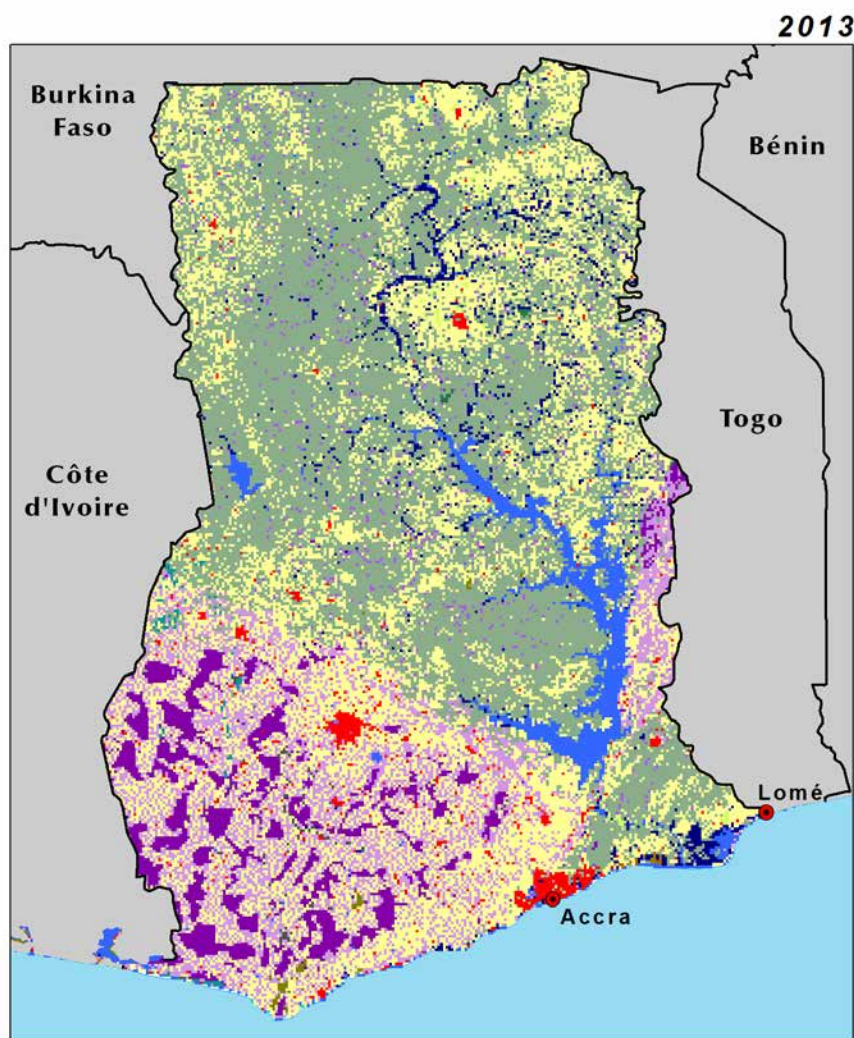 2013
Burkina
Faso
Bénin
Togo
Côte
d'Ivoire
Lomé
Accra